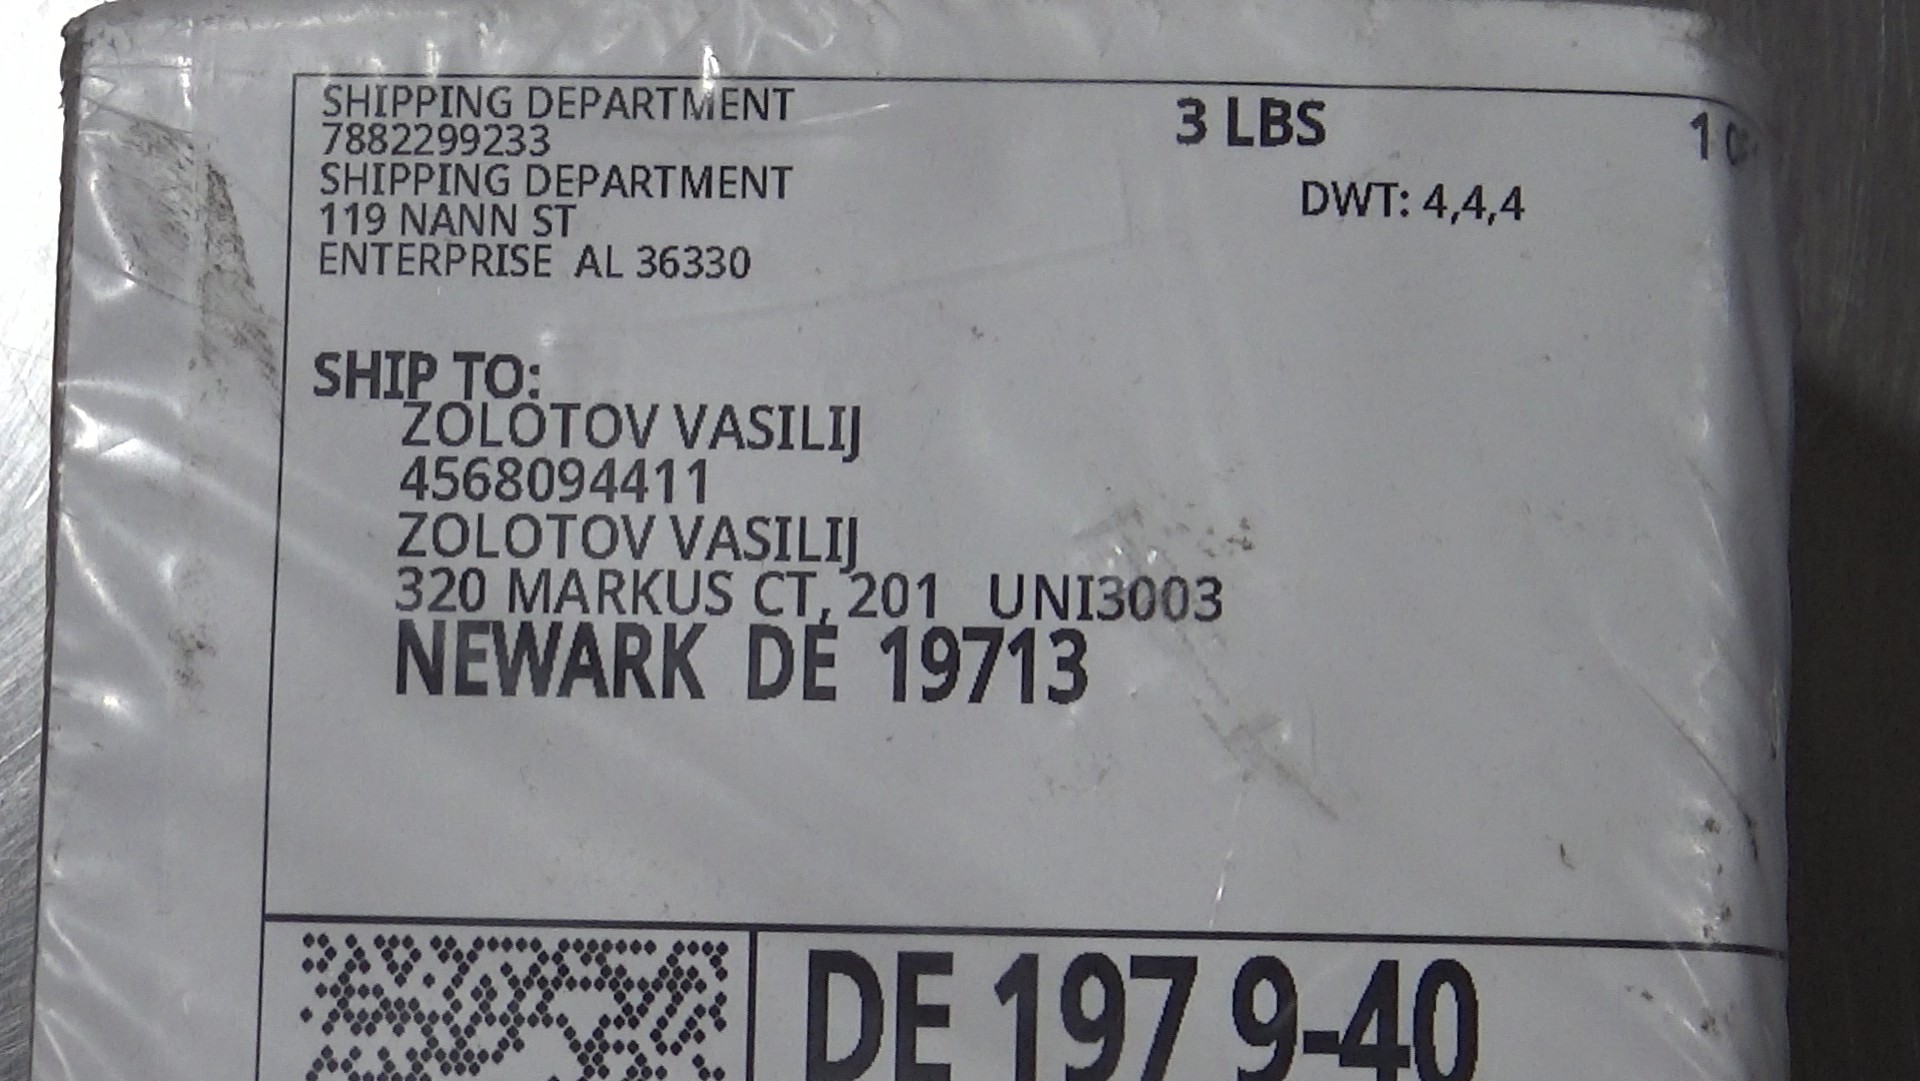 SHIPPING DEPARTMENT
7882299233
SHIPPING DEPARTMENT
119 NANN ST
ENTERPRISE AL 36330
3 LBS
1
DWT: 4,4,4
SHIP TO:
ZOLOTOV VASILIJ
4568094411
ZOLOTOV VASILIJ
320 MARKUS CT, 201 UNI3003
NEWARK DE 19713
DE 197 9-40